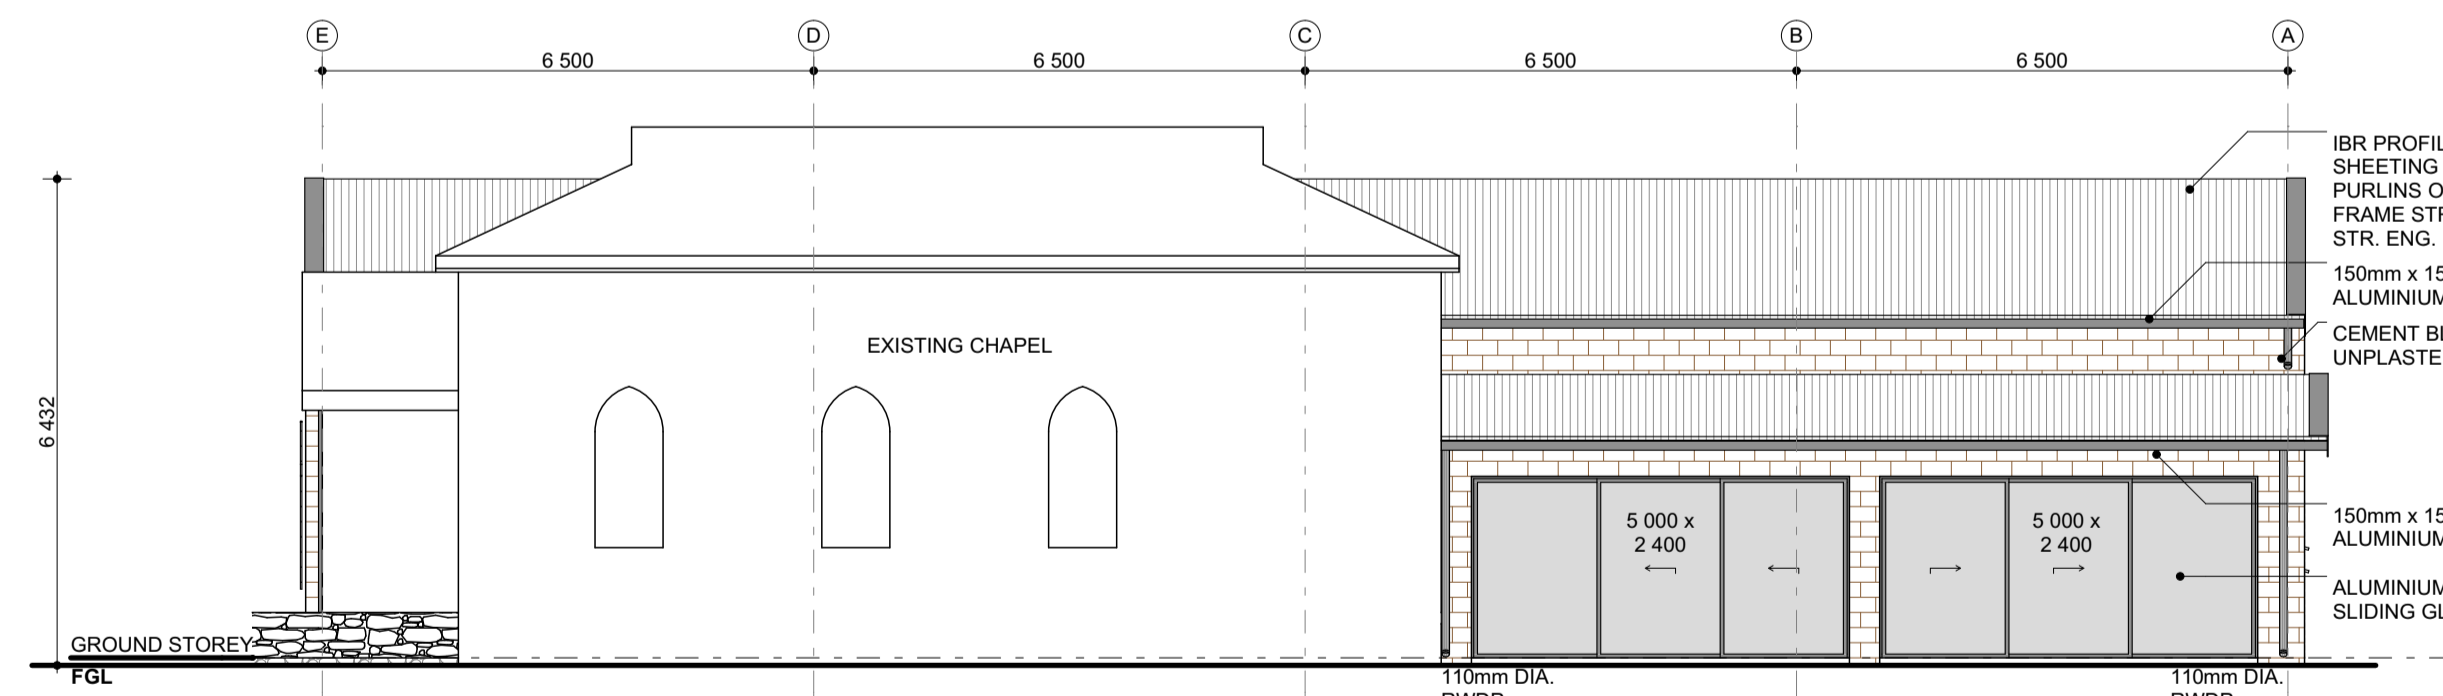 E D C B A
6 500 6 500 6 500 6 500
IBR PROFIL
SHEETING
PURLINS O
FRAME STR
STR. ENG.
150mm x 15
ALUMINIUM
CEMENT BL
UNPLASTE
EXISTING CHAPEL
6 432
5 000 x
2 400
5 000 x
2 400
150mm x 15
ALUMINIUM
ALUMINIUM
SLIDING GL
GROUND STOREY
FGL
110mm DIA.
110mm DIA.